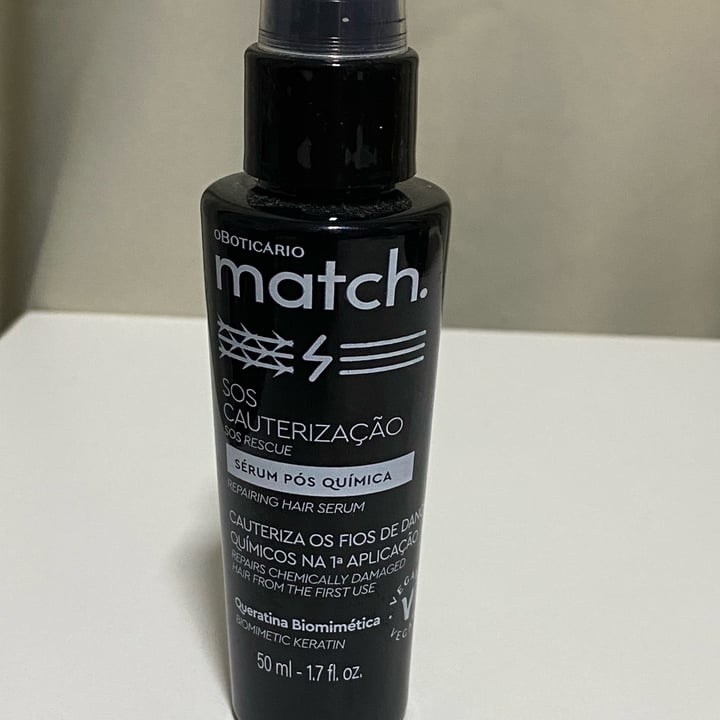 oBOTICÁRIO
match.
SOS
CAUTERIZAÇÃO
SOS RESCUE
SÉRUM PÓS QUÍMICA
REPAIRING HAIR SERUM
CAUTERIZA OS FIOS DE DAN
QUÍMICOS NA 1ª APLICAÇÃO
REPAIRS CHEMICALLY DAMAGED
HAIR FROM THE FIRST USE
Queratina Biomimética
BIOMIMETIC KERATIN
50 ml - 1.7 fl. oz.